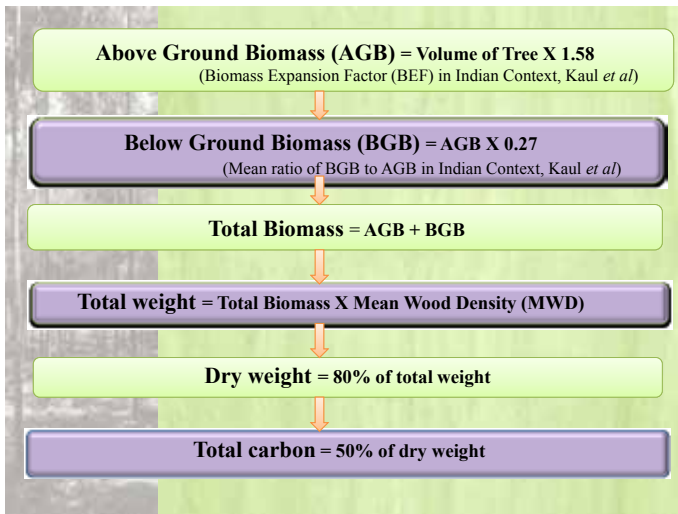 Above Ground Biomass (AGB) = Volume of Tree X 1.58
(Biomass Expansion Factor (BEF) in Indian Context, Kaul et al)
Below Ground Biomass (BGB) = AGB X 0.27
(Mean ratio of BGB to AGB in Indian Context, Kaul et al)
Total Biomass = AGB + BGB
Total weight = Total Biomass X Mean Wood Density (MWD)
Dry weight = 80% of total weight
Total carbon = 50% of dry weight